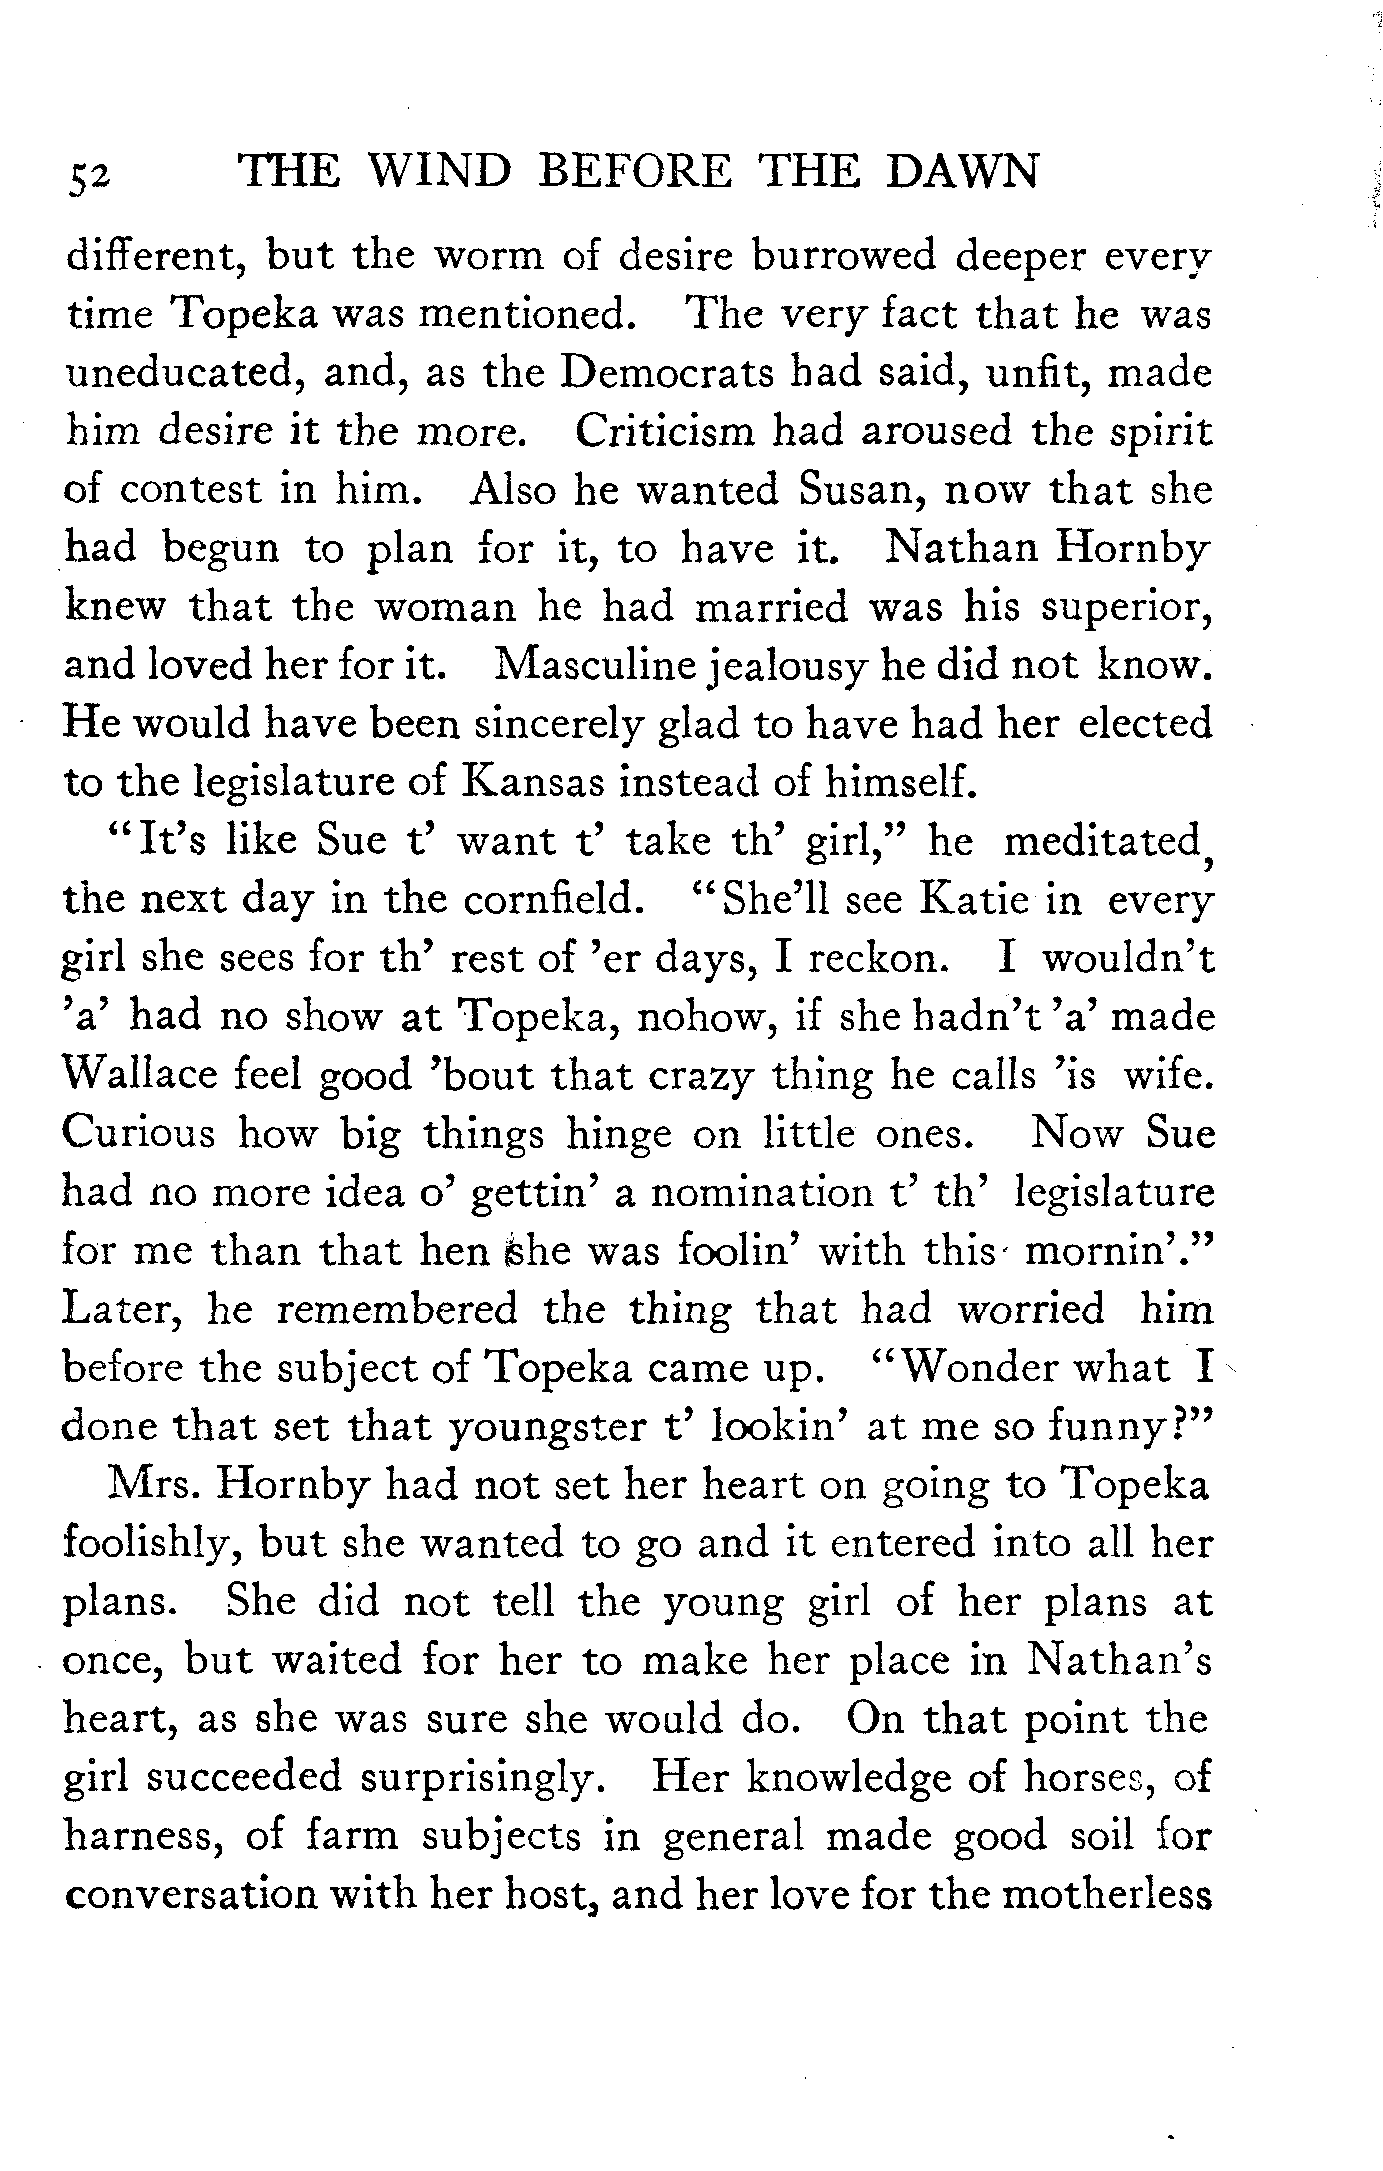 52 THE WIND BEFORE THE DAWN
different, but the worm of desire burrowed deeper every
time Topeka was mentioned. The very fact that he was
uneducated, and, as the Democrats had said, unfit, made
him desire it the more. Criticism had aroused the spirit
of contest in him. Also he wanted Susan, now that she
had begun to plan for it, to have it. Nathan Hornby
knew that the woman he had married was his superior,
and loved her for it. Masculine jealousy he did not know.
He would have been sincerely glad to have had her elected
to the legislature of Kansas instead of himself.
"It's like Sue t' want t' take th' girl," he meditated,
the next day in the cornfield. "She'll see Katie in every
girl she sees for th' rest of 'er days, I reckon. I wouldn't
'a' had no show at Topeka, nohow, if she hadn't 'a' made
Wallace feel good 'bout that crazy thing he calls 'is wife.
Curious how big things hinge on little ones. Now Sue
had no more idea o' gettin' a nomination t' th' legislature
for me than that hen she was foolin' with this mornin'."
Later, he remembered the thing that had worried him
before the subject of Topeka came up. "Wonder what I
done that set that youngster t' lookin' at me so funny?"
Mrs. Hornby had not set her heart on going to Topeka
foolishly, but she wanted to go and it entered into all her
plans. She did not tell the young girl of her plans at
once, but waited for her to make her place in Nathan's
heart, as she was sure she would do. On that point the
girl succeeded surprisingly. Her knowledge of horses, of
harness, of farm subjects in general made good soil for
conversation with her host, and her love for the motherless